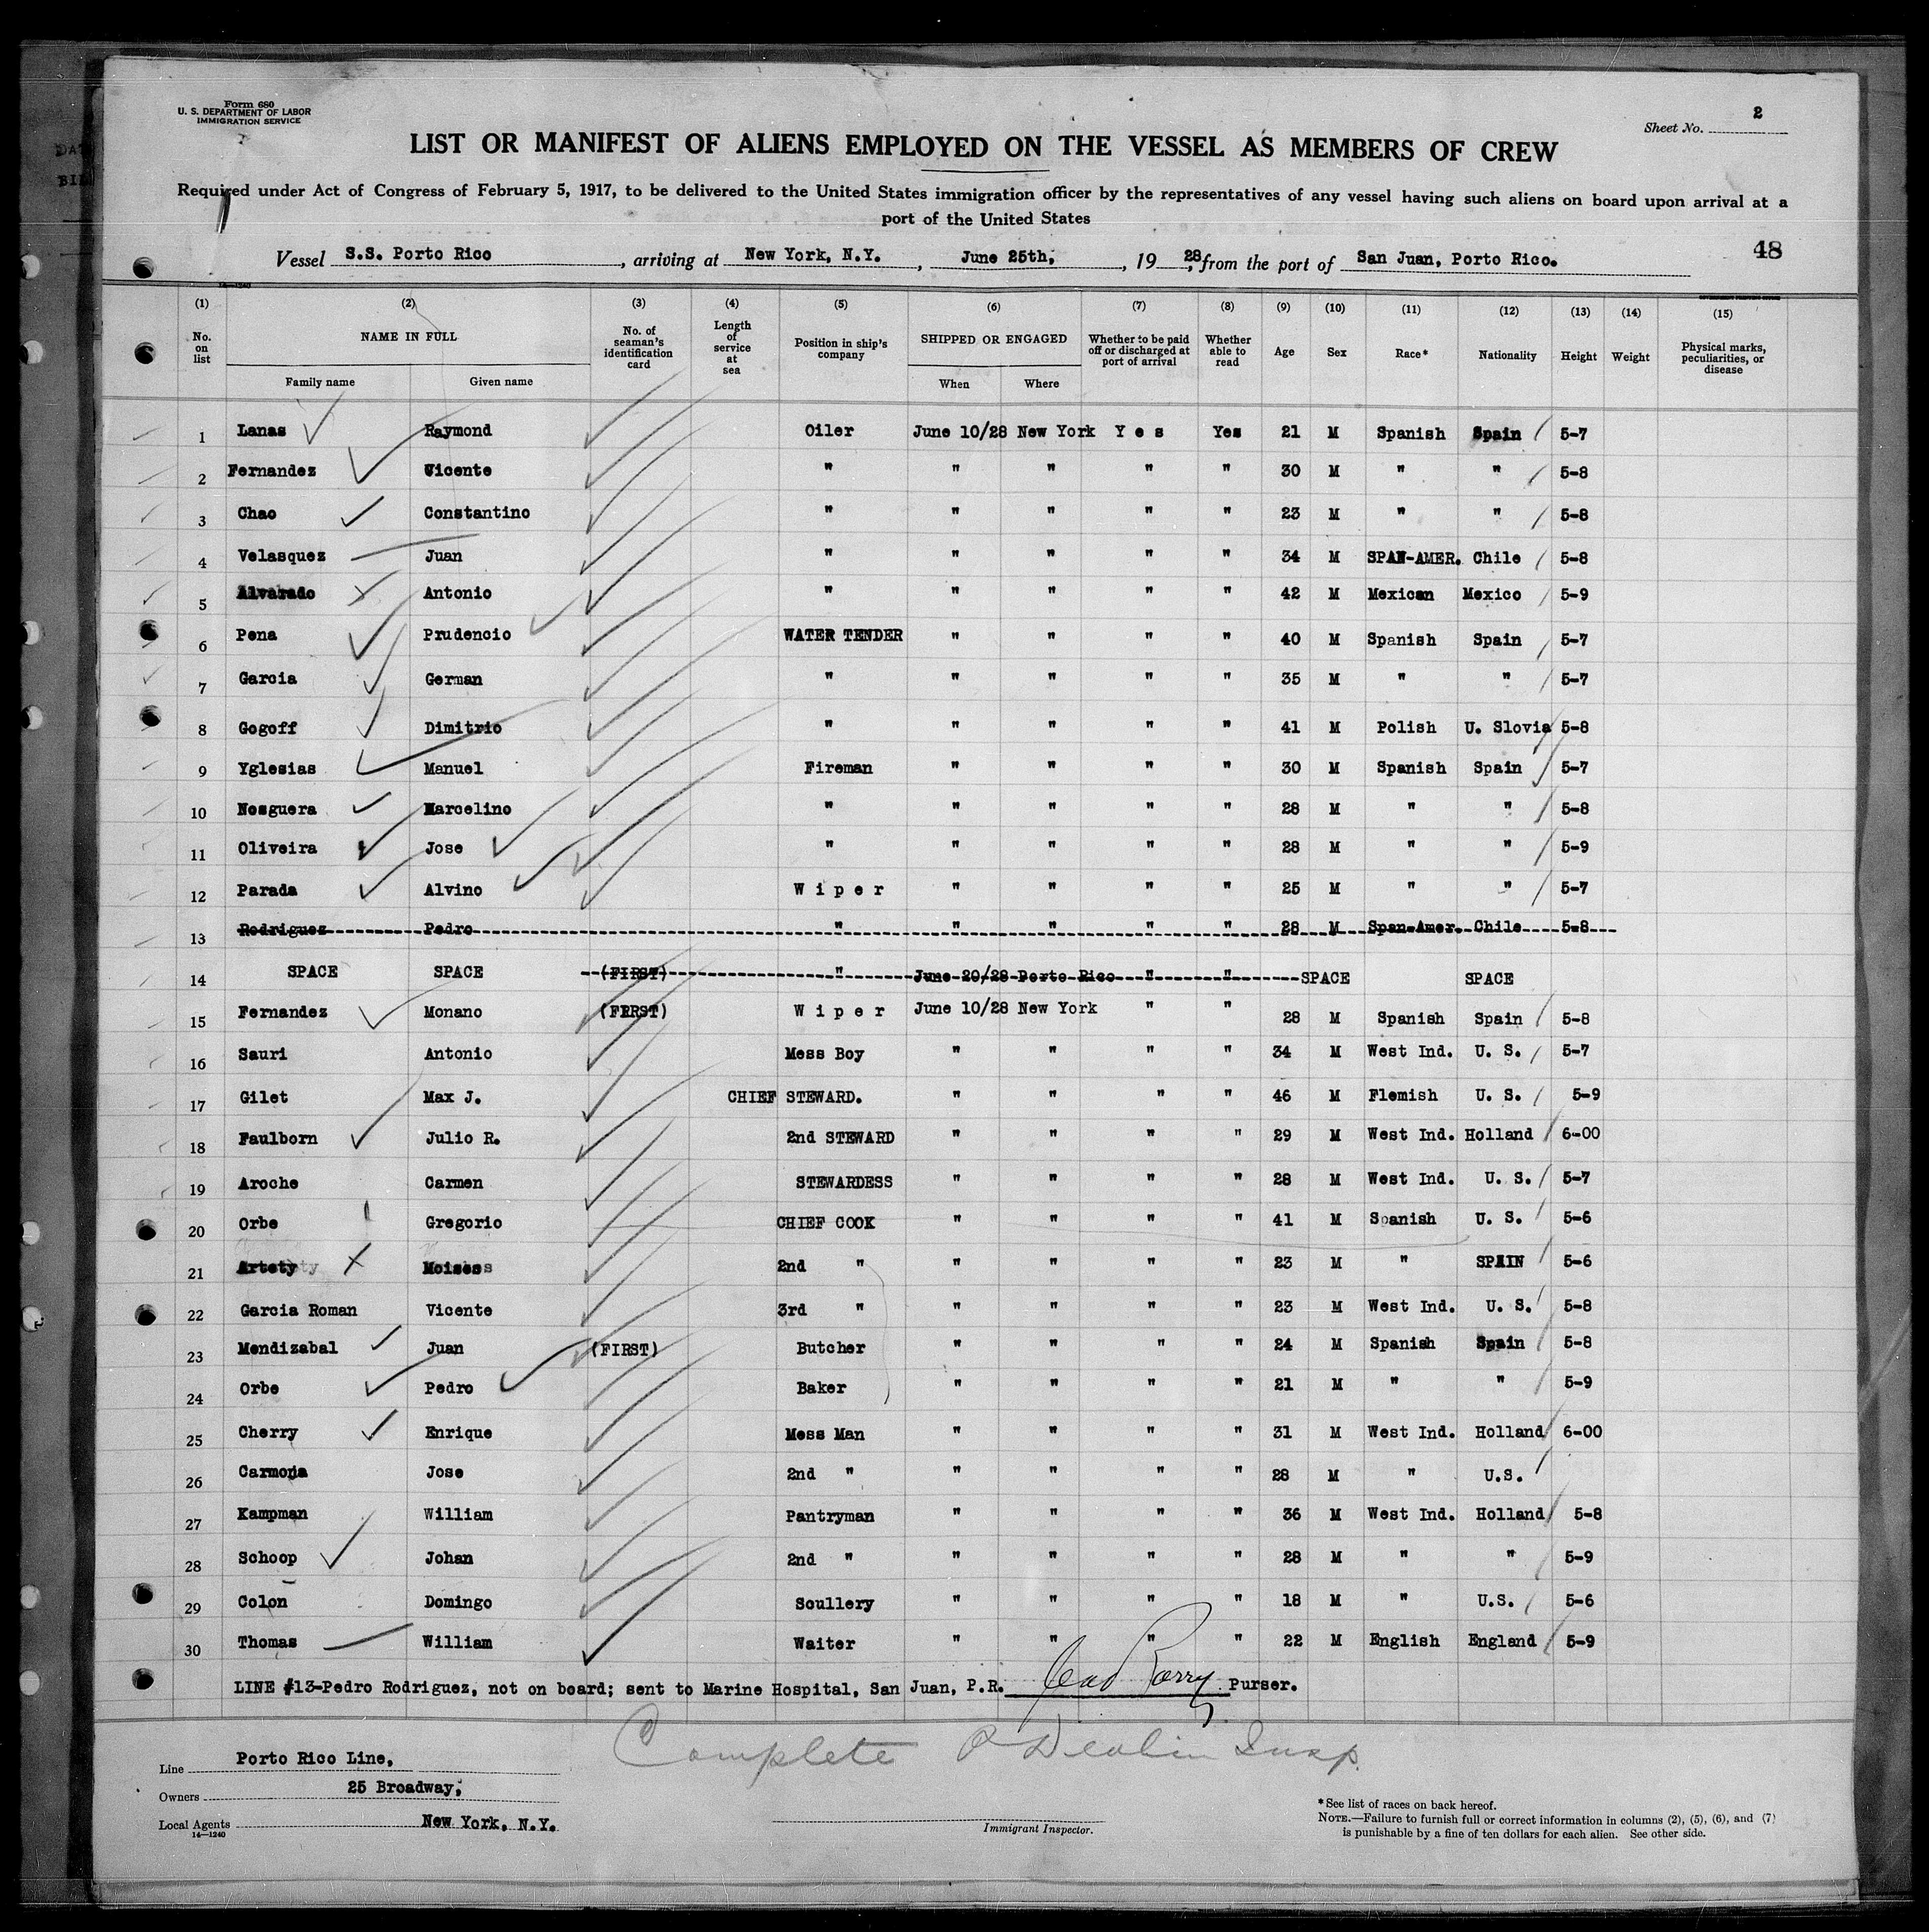 Form 680
U. S. DEPARTMENT OF LABOR
IMMIGRATION SERVICE
Sheet No. 2
LIST OR MANIFEST OF ALIENS EMPLOYED ON THE VESSEL AS MEMBERS OF CREW
Required under Act of Congress of February 5, 1917, to be delivered to the United States immigration officer by the representatives of any vessel having such aliens on board upon arrival at a
port of the United States
48
Vessel S.S. Porto Rico, arriving at New York, N.Y., June 25th, 1928, from the port of San Juan, Porto Rico.
14—1240
(1) (2) (3) (4) (5) (6) (7) (8) (9) (10) (11) (12) (13) (14) (15)
No. on list NAME IN FULL No. of seaman's identification card Length of service at sea Position in ship's company SHIPPED OR ENGAGED Whether to be paid off or discharged at port of arrival Whether able to read Age Sex Race* Nationality Height Weight Physical marks, peculiarities, or disease
Family name Given name When Where
1 Lanas Raymond Oiler June 10/28 New York Y e s Yes 21 M Spanish Spain 5-7
2 Fernandez Vicente " " " " " 30 M " " 5-8
3 Chao Constantino " " " " " 23 M " " 5-8
4 Velasquez Juan " " " " " 34 M SPAN-AMER. Chile 5-8
5 Alvarado Antonio " " " " " 42 M Mexican Mexico 5-9
6 Pena Prudencio WATER TENDER " " " " 40 M Spanish Spain 5-7
7 Garcia German " " " " " 35 M " " 5-7
8 Gogoff Dimitrio " " " " " 41 M Polish U. Slovia 5-8
9 Yglesias Manuel Fireman " " " " 30 M Spanish Spain 5-7
10 Nosguera Marcelino " " " " " 28 M " " 5-8
11 Oliveira Jose " " " " " 28 M " " 5-9
12 Parada Alvino W i p e r " " " " 25 M " " 5-7
13 Rodriguez Pedro " " " " " 28 M Span-Amer. Chile 5-8
14 SPACE SPACE (FIRST) " June 20/28 Porto Rico " " SPACE SPACE
15 Fernandez Monano (FIRST) W i p e r June 10/28 New York " " 28 M Spanish Spain 5-8
16 Sauri Antonio Mess Boy " " " " 34 M West Ind. U. S. 5-7
17 Gilet Max J. CHIEF STEWARD. " " " " 46 M Flemish U. S. 5-9
18 Faulborn Julio R. 2nd STEWARD " " " " 29 M West Ind. Holland 6-00
19 Aroche Carmen STEWARDESS " " " " 28 M West Ind. U. S. 5-7
20 Orbe Gregorio CHIEF COOK " " " " 41 M Spanish U. S. 5-6
21 Artety Moises 2nd " " " " " 23 M " SPAIN 5-6
22 Garcia Roman Vicente 3rd " " " " " 23 M West Ind. U. S. 5-8
23 Mendizabal Juan (FIRST) Butcher " " " " 24 M Spanish Spain 5-8
24 Orbe Pedro Baker " " " " 21 M " " 5-9
25 Cherry Enrique Mess Man " " " " 31 M West Ind. Holland 6-00
26 Carmona Jose 2nd " " " " " 28 M " U.S.
27 Kampman William Pantryman " " " " 36 M West Ind. Holland 5-8
28 Schoop Johan 2nd " " " " " 28 M " " 5-9
29 Colon Domingo Scullery " " " " 18 M " U.S. 5-6
30 Thomas William Waiter " " " " 22 M English England 5-9
LINE #13-Pedro Rodriguez, not on board; sent to Marine Hospital, San Juan, P.R. Purser.
Complete Insp.
Line Porto Rico Line,
Owners 25 Broadway,
Local Agents New York, N.Y.
14—1240
Immigrant Inspector.
*See list of races on back hereof.
NOTE.—Failure to furnish full or correct information in columns (2), (5), (6), and (7)
is punishable by a fine of ten dollars for each alien. See other side.